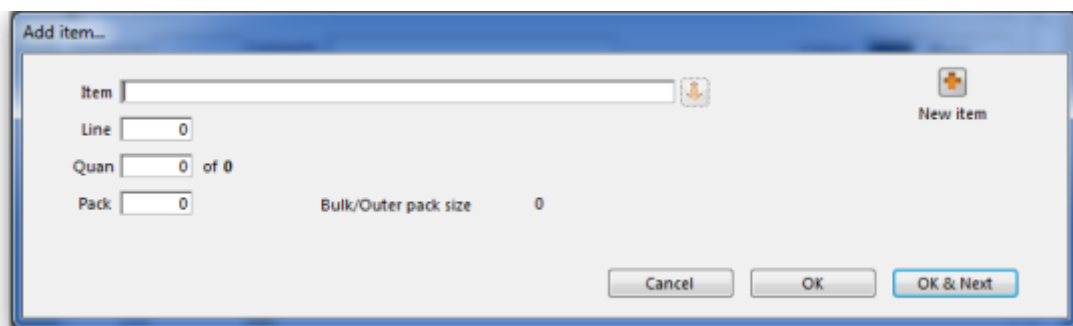 Add item...
Item
New item
Line 0
Quan 0 of 0
Pack 0 Bulk/Outer pack size 0
Cancel OK OK & Next